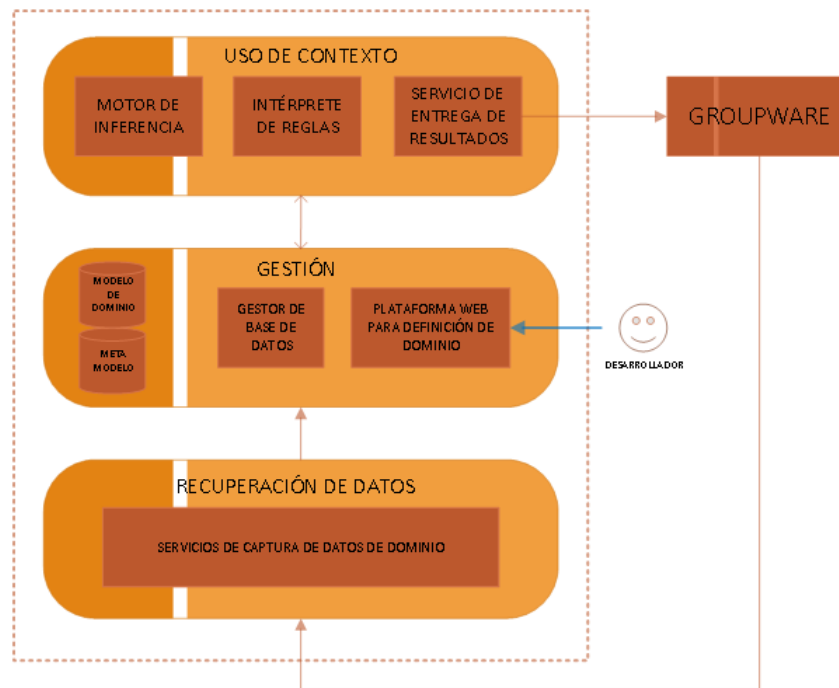 USO DE CONTEXTO
MOTOR DE
INFERENCIA
INTÉRPRETE
DE REGLAS
SERVICIO DE
ENTREGA DE
RESULTADOS
GROUPWARE
GESTIÓN
MODELO
DE
DOMINIO
META
MODELO
GESTOR DE
BASE DE
DATOS
PLATAFORMA WEB
PARA DEFINICIÓN DE
DOMINIO
DESARROLLADOR
RECUPERACIÓN DE DATOS
SERVICIOS DE CAPTURA DE DATOS DE DOMINIO